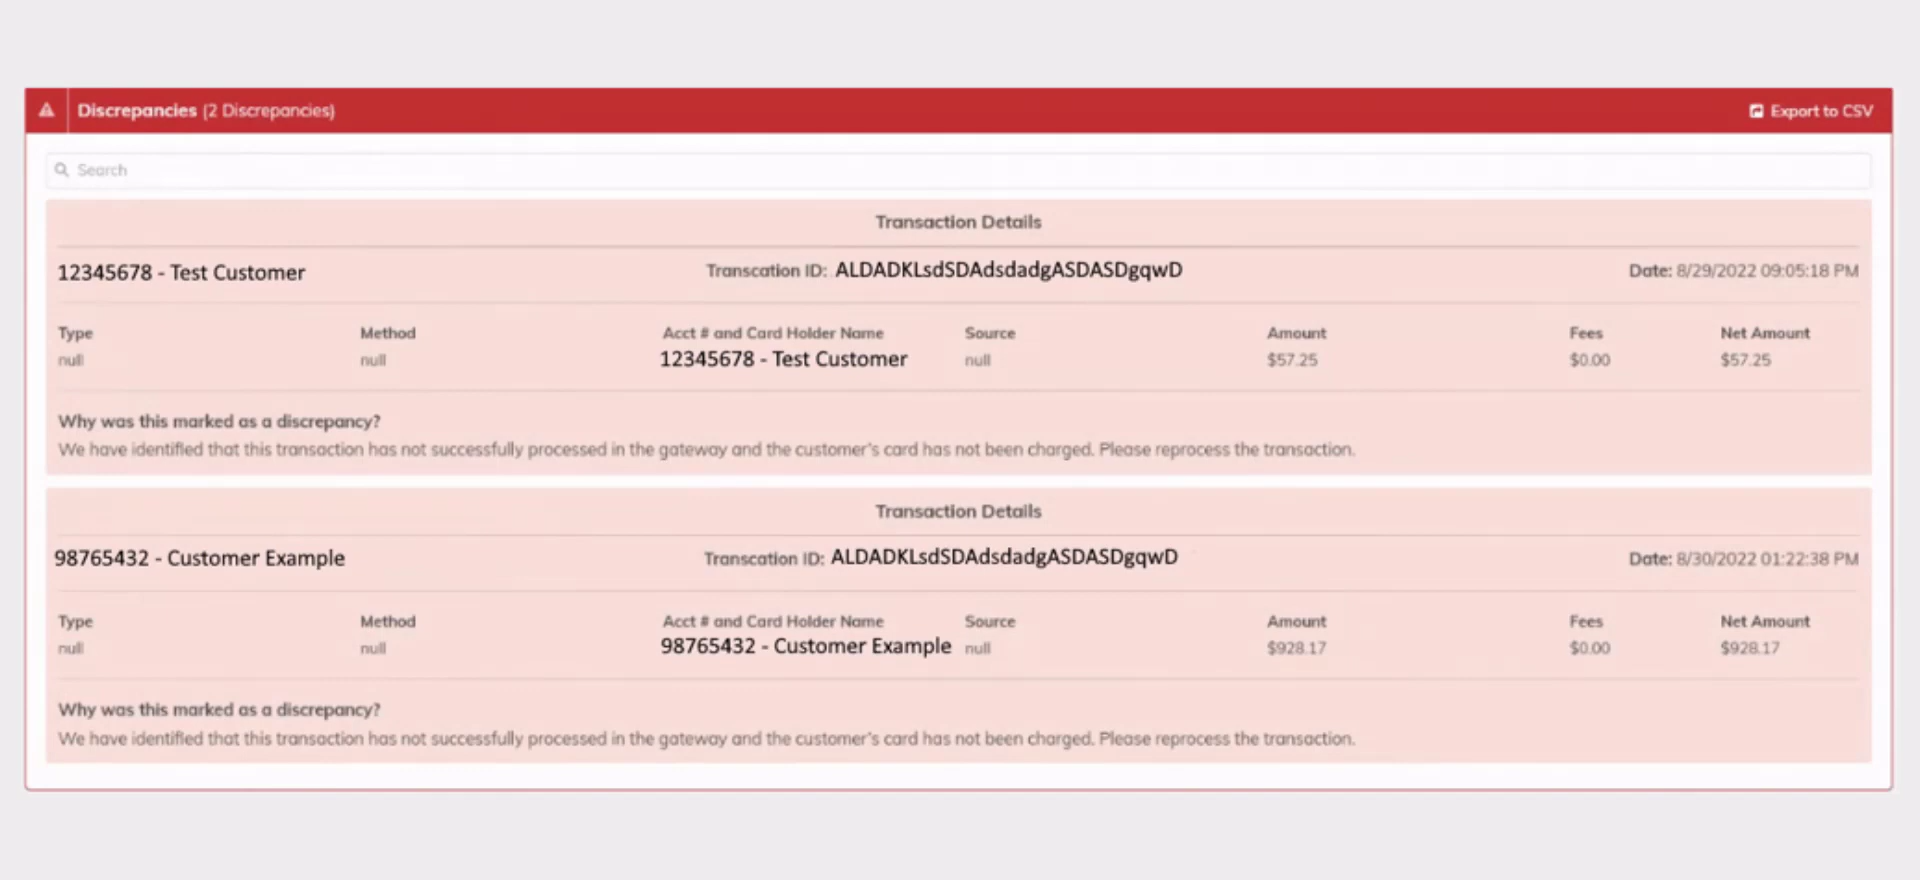 Discrepancies (2 Discrepancies) Export to CSV
Search
Transaction Details
12345678 - Test Customer Transcation ID: ALDADKLsdSDAdsdadgASDASDgqwD Date: 8/29/2022 09:05:18 PM
Type Method Acct # and Card Holder Name Source Amount Fees Net Amount
null null 12345678 - Test Customer null $57.25 $0.00 $57.25
Why was this marked as a discrepancy?
We have identified that this transaction has not successfully processed in the gateway and the customer's card has not been charged. Please reprocess the transaction.
Transaction Details
98765432 - Customer Example Transcation ID: ALDADKLsdSDAdsdadgASDASDgqwD Date: 8/30/2022 01:22:38 PM
Type Method Acct # and Card Holder Name Source Amount Fees Net Amount
null null 98765432 - Customer Example null $928.17 $0.00 $928.17
Why was this marked as a discrepancy?
We have identified that this transaction has not successfully processed in the gateway and the customer's card has not been charged. Please reprocess the transaction.